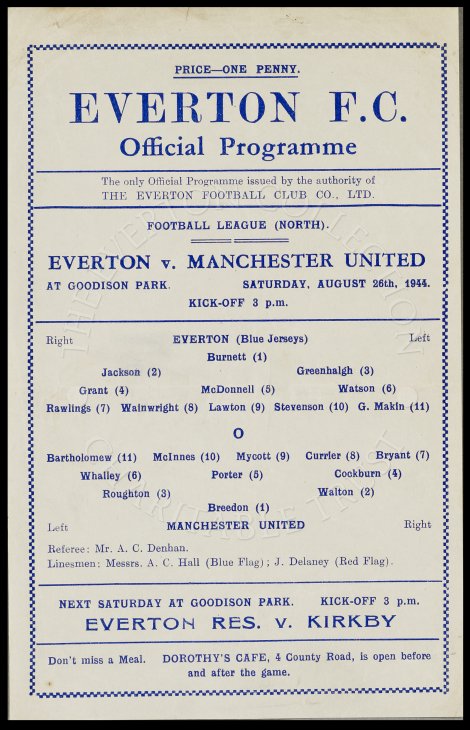 PRICE—ONE PENNY.
EVERTON F.C.
Official Programme
The only Official Programme issued by the authority of
THE EVERTON FOOTBALL CLUB CO., LTD.
FOOTBALL LEAGUE (NORTH).
EVERTON v. MANCHESTER UNITED
AT GOODISON PARK. SATURDAY, AUGUST 26th, 1944.
KICK-OFF 3 p.m.
Right EVERTON (Blue Jerseys) Left
Burnett (1)
Jackson (2) Greenhalgh (3)
Grant (4) McDonnell (5) Watson (6)
Rawlings (7) Wainwright (8) Lawton (9) Stevenson (10) G. Makin (11)
O
Bartholomew (11) McInnes (10) Mycott (9) Currier (8) Bryant (7)
Whalley (6) Porter (5) Cockburn (4)
Roughton (3) Walton (2)
Breedon (1)
Left MANCHESTER UNITED Right
Referee: Mr. A. C. Denhan.
Linesmen: Messrs. A. C. Hall (Blue Flag); J. Delaney (Red Flag).
NEXT SATURDAY AT GOODISON PARK. KICK-OFF 3 p.m.
EVERTON RES. v. KIRKBY
Don't miss a Meal. DOROTHY'S CAFE, 4 County Road, is open before
and after the game.
THE EVERTON COLLECTION
CHARITABLE TRUST